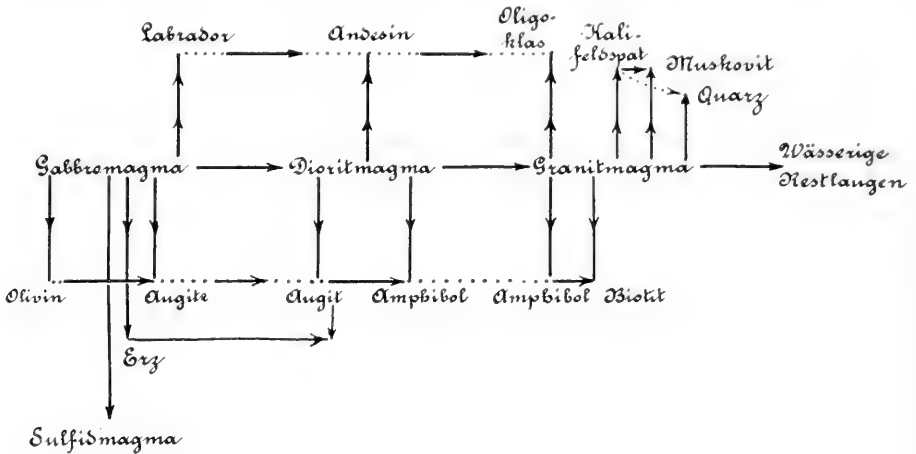 Oligo-
klas
Kali-
feldspat
Labrador
Andesin
Muskovit
Quarz
Gabbromagma
Dioritmagma
Granitmagma
Wässerige
Restlaugen
Olivin
Augite
Augit
Amphibol
Amphibol
Biotit
Erz
Sulfidmagma